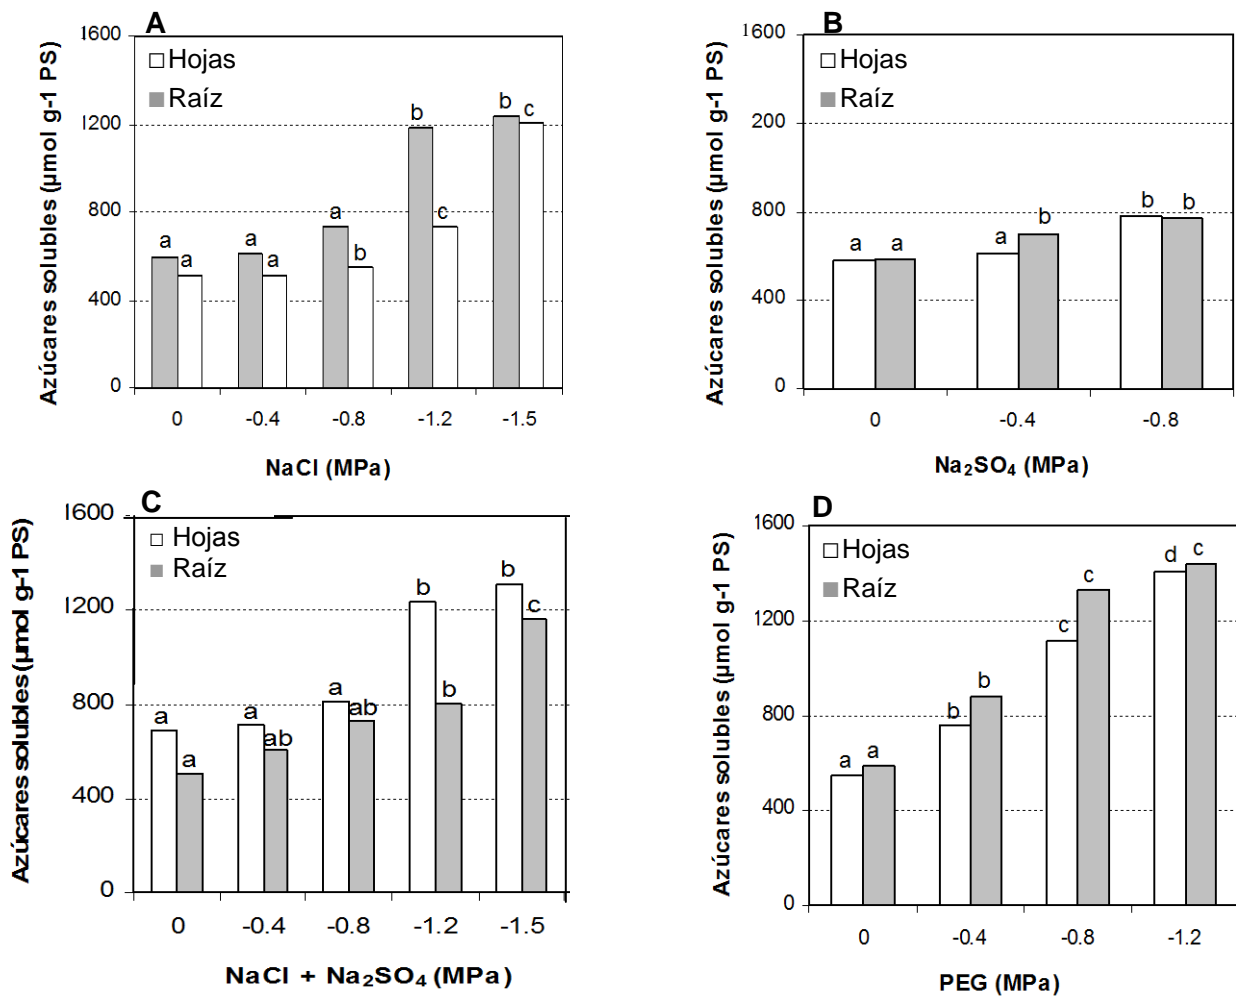 A
Azúcares solubles (µmol g-1 PS)
1600
1200
800
400
0
Hojas
Raíz
a
a
a
a
a
b
b
c
b
c
0
-0.4
-0.8
-1.2
-1.5
NaCl (MPa)
B
Azúcares solubles (µmol g-1 PS)
1600
200
800
400
0
Hojas
Raíz
a
a
a
b
b
b
0
-0.4
-0.8
Na₂SO₄ (MPa)
C
Azúcares solubles (µmol g-1 PS)
1600
1200
800
400
0
Hojas
Raíz
a
a
a
ab
a
ab
b
b
b
c
0
-0.4
-0.8
-1.2
-1.5
NaCl + Na₂SO₄ (MPa)
D
Azúcares solubles (µmol g-1 PS)
1600
1200
800
400
0
Hojas
Raíz
a
a
b
b
c
c
d
c
0
-0.4
-0.8
-1.2
PEG (MPa)